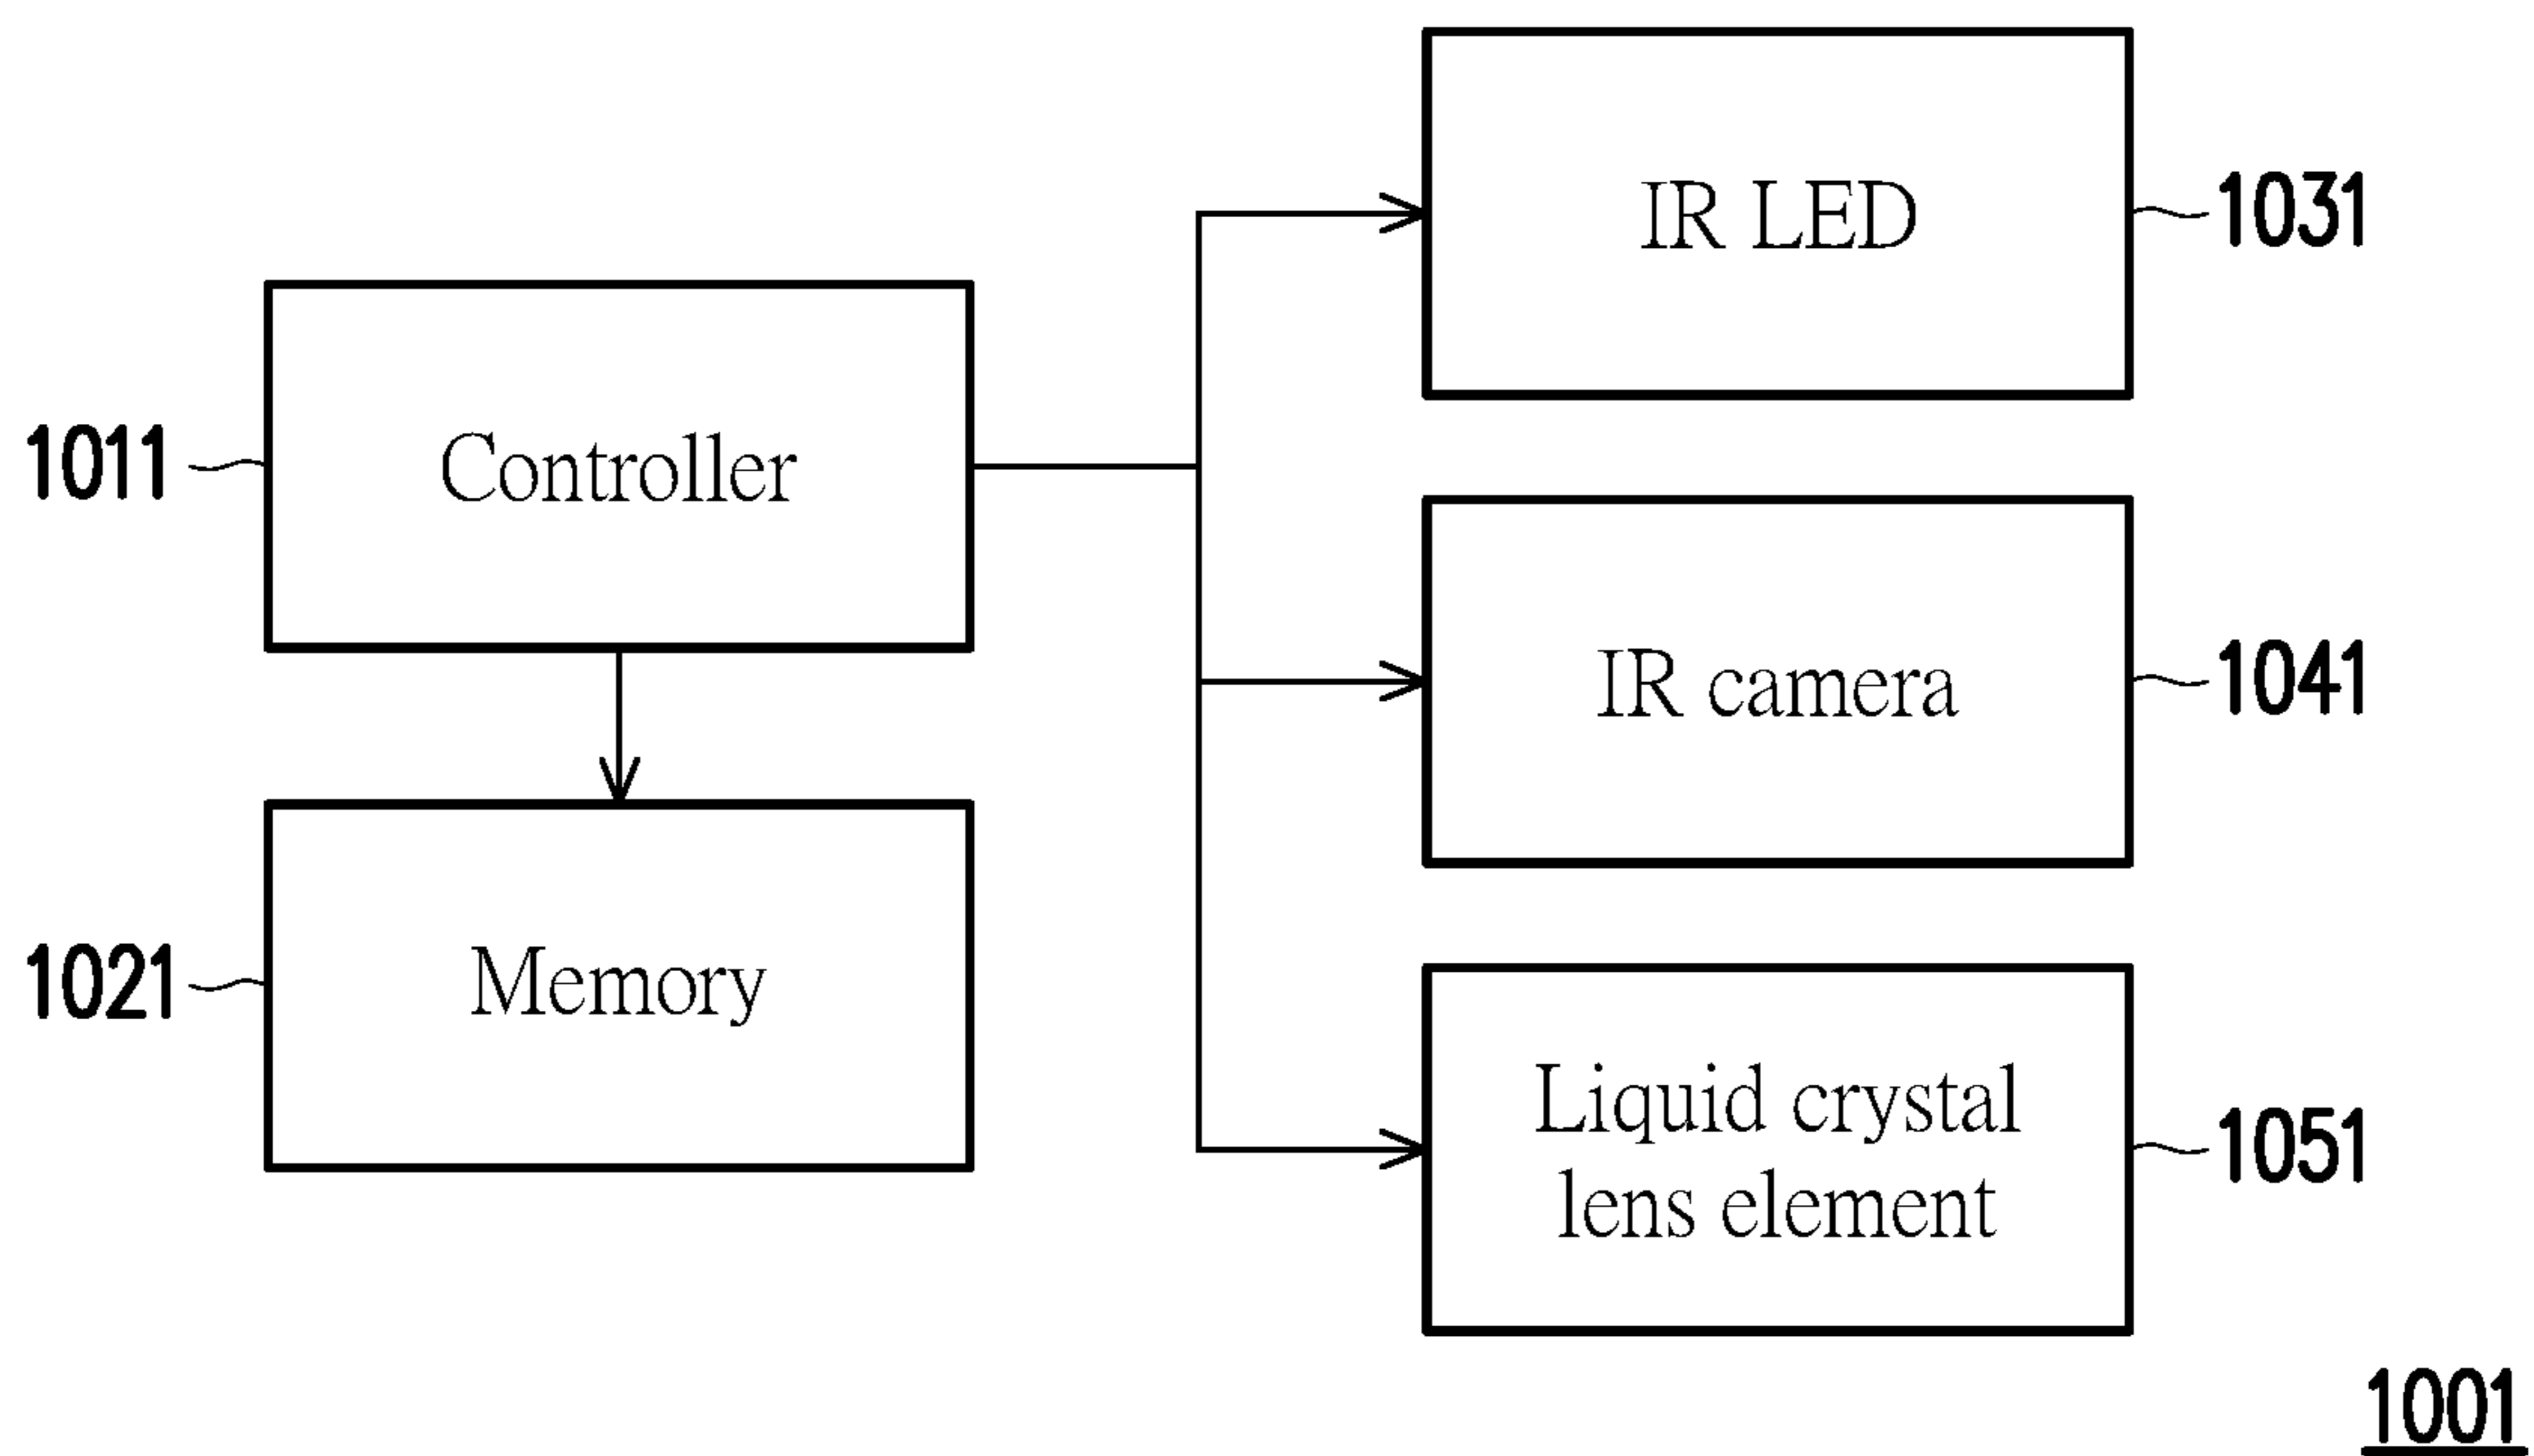 IR LED
1031
1011
Controller
IR camera
1041
1021
Memory
Liquid crystal
lens element
1051
1001